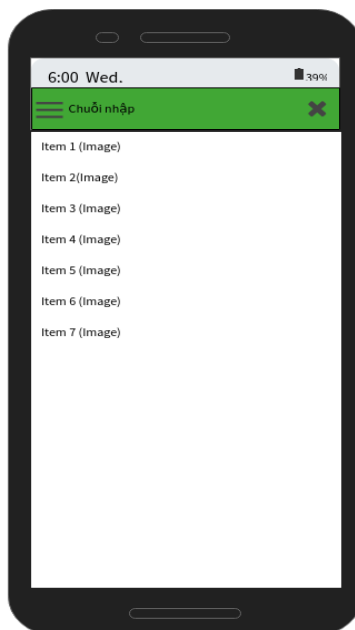 6:00 Wed.
39%
Chuỗi nhập
Item 1 (Image)
Item 2(Image)
Item 3 (Image)
Item 4 (Image)
Item 5 (Image)
Item 6 (Image)
Item 7 (Image)